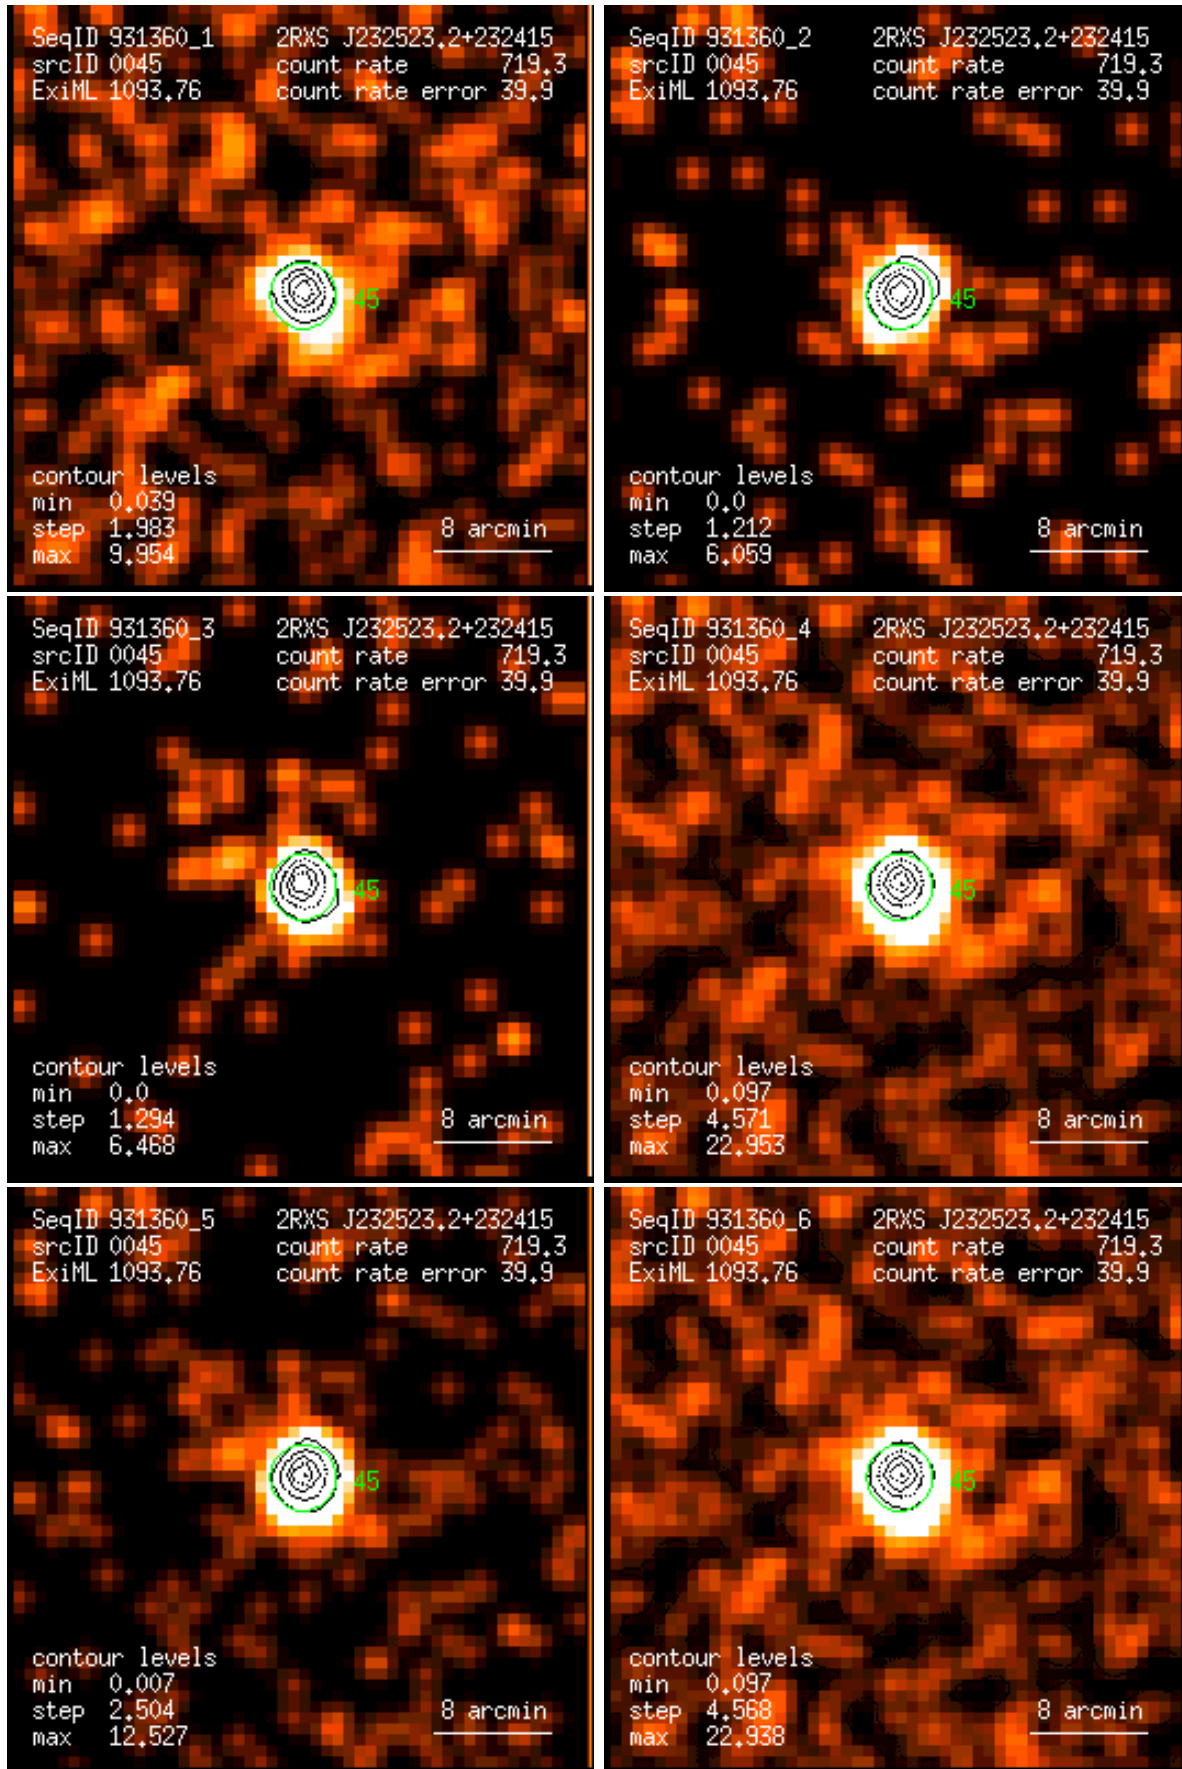 SeqID 931360_1 2RXS J232523.2+232415
srcID 0045 count rate 719.3
ExiML 1093.76 count rate error 39.9
45
contour levels
min 0.039
step 1.983 8 arcmin
max 9.954
SeqID 931360_2 2RXS J232523.2+232415
srcID 0045 count rate 719.3
ExiML 1093.76 count rate error 39.9
45
contour levels
min 0.0
step 1.212 8 arcmin
max 6.059
SeqID 931360_3 2RXS J232523.2+232415
srcID 0045 count rate 719.3
ExiML 1093.76 count rate error 39.9
45
contour levels
min 0.0
step 1.294 8 arcmin
max 6.468
SeqID 931360_4 2RXS J232523.2+232415
srcID 0045 count rate 719.3
ExiML 1093.76 count rate error 39.9
45
contour levels
min 0.097
step 4.571 8 arcmin
max 22.953
SeqID 931360_5 2RXS J232523.2+232415
srcID 0045 count rate 719.3
ExiML 1093.76 count rate error 39.9
45
contour levels
min 0.007
step 2.504 8 arcmin
max 12.527
SeqID 931360_6 2RXS J232523.2+232415
srcID 0045 count rate 719.3
ExiML 1093.76 count rate error 39.9
45
contour levels
min 0.097
step 4.568 8 arcmin
max 22.938